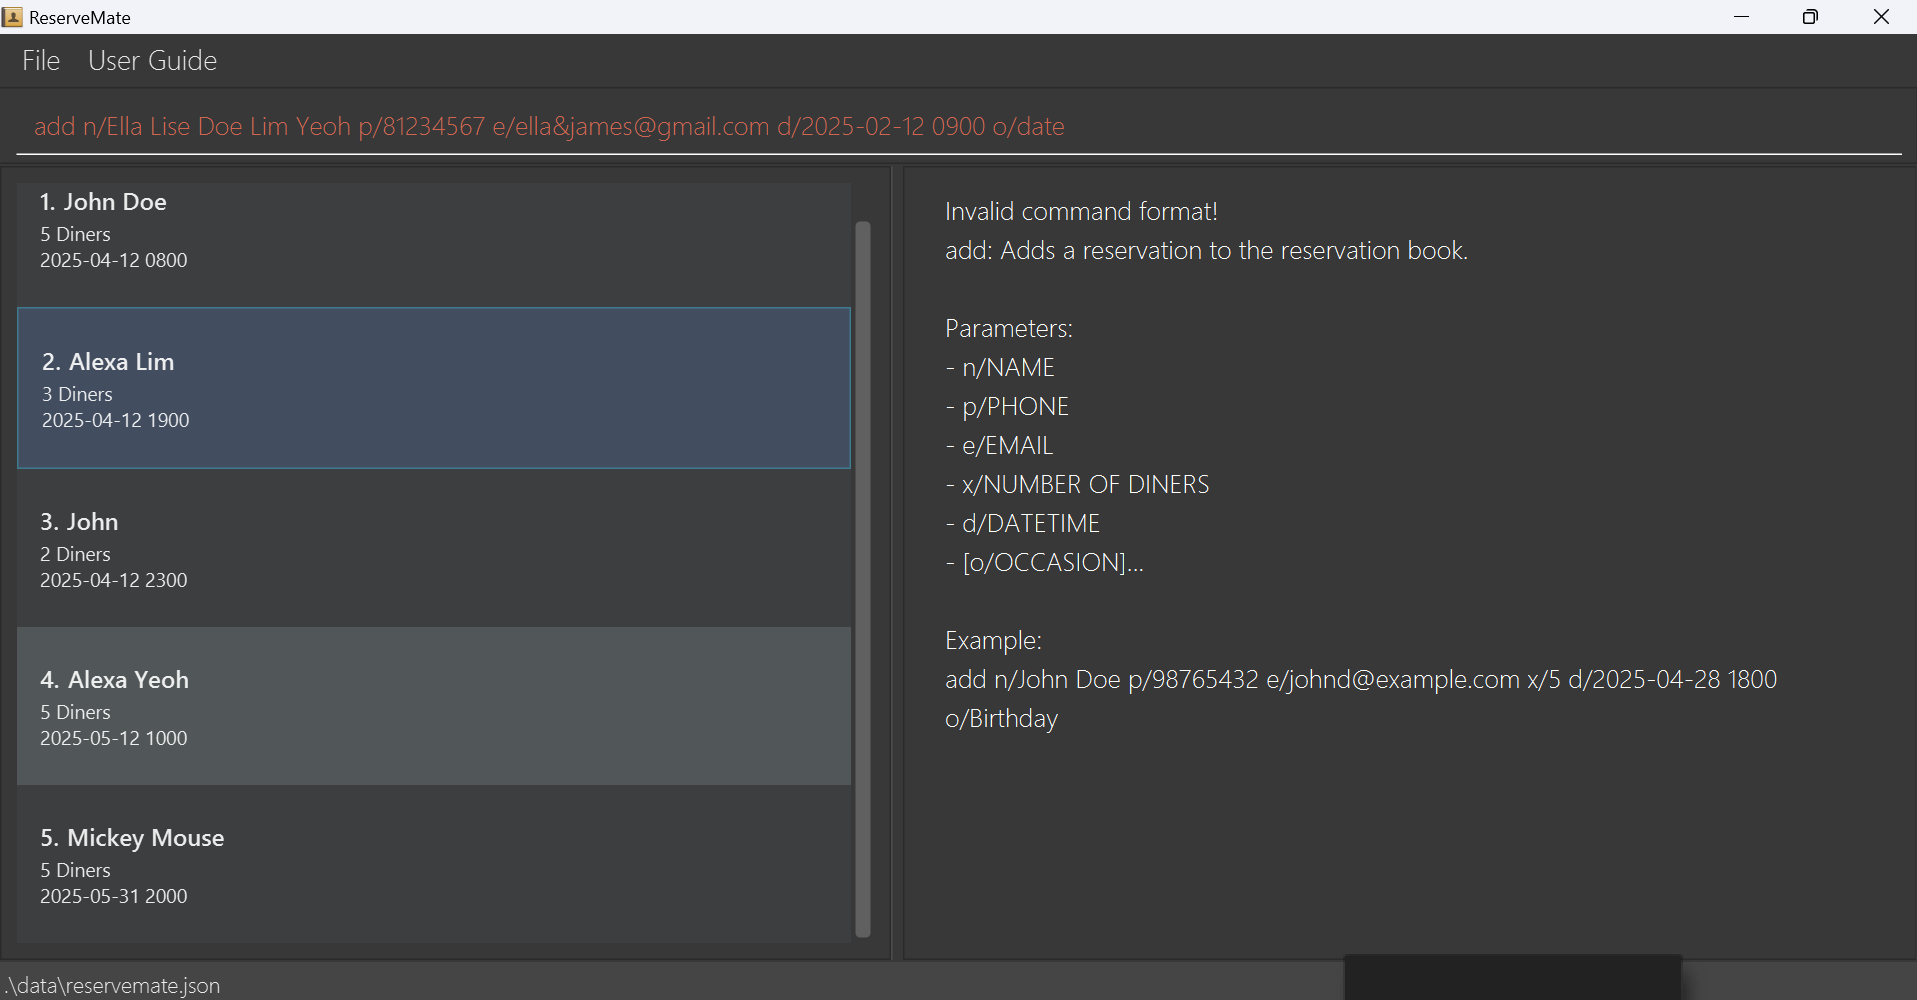 ReserveMate
File User Guide
add n/Ella Lise Doe Lim Yeoh p/81234567 e/ella&james@gmail.com d/2025-02-12 0900 o/date
1. John Doe
5 Diners
2025-04-12 0800
2. Alexa Lim
3 Diners
2025-04-12 1900
3. John
2 Diners
2025-04-12 2300
4. Alexa Yeoh
5 Diners
2025-05-12 1000
5. Mickey Mouse
5 Diners
2025-05-31 2000
Invalid command format!
add: Adds a reservation to the reservation book.
Parameters:
- n/NAME
- p/PHONE
- e/EMAIL
- x/NUMBER OF DINERS
- d/DATETIME
- [o/OCCASION]...
Example:
add n/John Doe p/98765432 e/johnd@example.com x/5 d/2025-04-28 1800
o/Birthday
.\data\reservemate.json